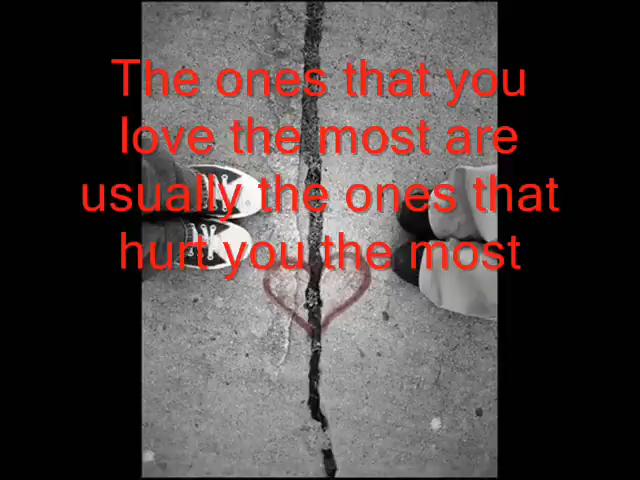 The ones that you
love the most are
usually the ones that
hurt you the most